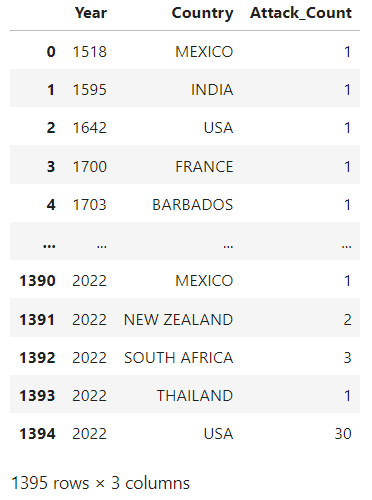 Year Country Attack_Count
0 1518 MEXICO 1
1 1595 INDIA 1
2 1642 USA 1
3 1700 FRANCE 1
4 1703 BARBADOS 1
... ... ... ...
1390 2022 MEXICO 1
1391 2022 NEW ZEALAND 2
1392 2022 SOUTH AFRICA 3
1393 2022 THAILAND 1
1394 2022 USA 30
1395 rows × 3 columns